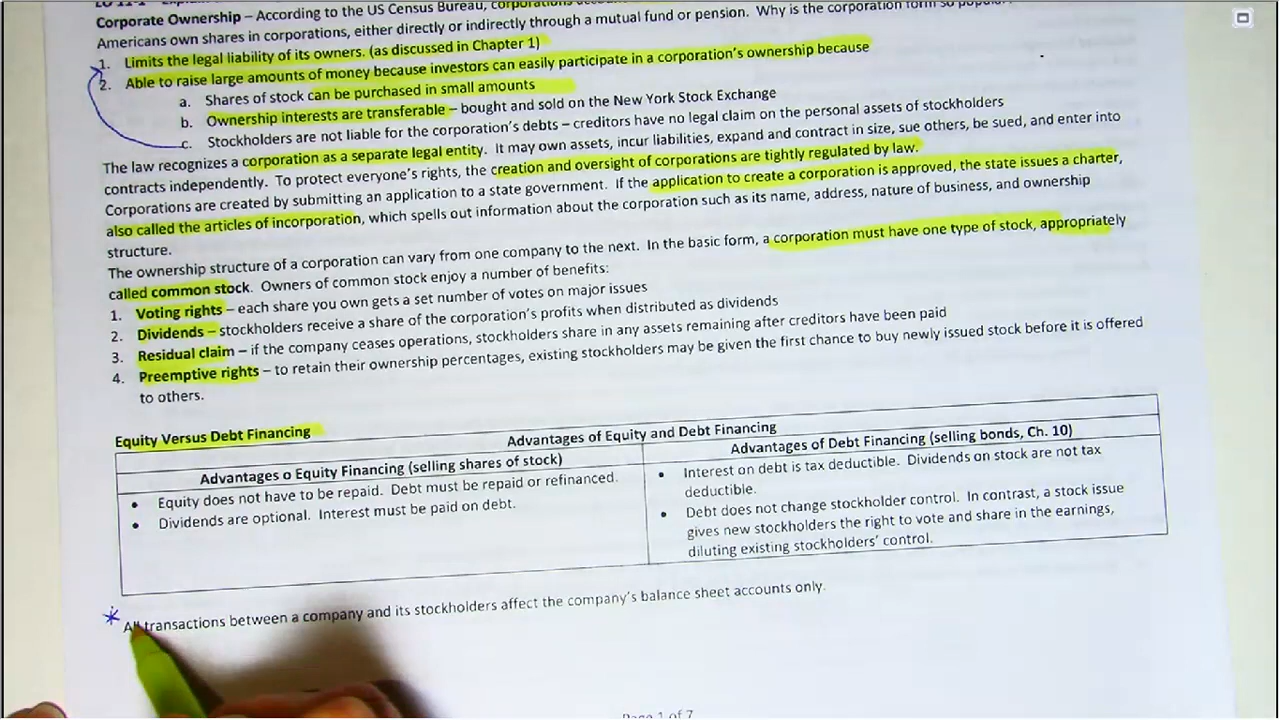 Corporate Ownership – According to the US Census Bureau, corporations
Americans own shares in corporations, either directly or indirectly through a mutual fund or pension. Why is the corporation form so
1. Limits the legal liability of its owners. (as discussed in Chapter 1)
2. Able to raise large amounts of money because investors can easily participate in a corporation's ownership because
a. Shares of stock can be purchased in small amounts
b. Ownership interests are transferable – bought and sold on the New York Stock Exchange
c. Stockholders are not liable for the corporation's debts – creditors have no legal claim on the personal assets of stockholders
The law recognizes a corporation as a separate legal entity. It may own assets, incur liabilities, expand and contract in size, sue others, be sued, and enter into
contracts independently. To protect everyone's rights, the creation and oversight of corporations are tightly regulated by law.
Corporations are created by submitting an application to a state government. If the application to create a corporation is approved, the state issues a charter,
also called the articles of incorporation, which spells out information about the corporation such as its name, address, nature of business, and ownership
structure.
The ownership structure of a corporation can vary from one company to the next. In the basic form, a corporation must have one type of stock, appropriately
called common stock. Owners of common stock enjoy a number of benefits:
1. Voting rights – each share you own gets a set number of votes on major issues
2. Dividends – stockholders receive a share of the corporation's profits when distributed as dividends
3. Residual claim – if the company ceases operations, stockholders share in any assets remaining after creditors have been paid
4. Preemptive rights – to retain their ownership percentages, existing stockholders may be given the first chance to buy newly issued stock before it is offered
to others.
Equity Versus Debt Financing
Advantages of Equity and Debt Financing
Advantages o Equity Financing (selling shares of stock)
• Equity does not have to be repaid. Debt must be repaid or refinanced.
• Dividends are optional. Interest must be paid on debt.
Advantages of Debt Financing (selling bonds, Ch. 10)
• Interest on debt is tax deductible. Dividends on stock are not tax
deductible.
• Debt does not change stockholder control. In contrast, a stock issue
gives new stockholders the right to vote and share in the earnings,
diluting existing stockholders' control.
* All transactions between a company and its stockholders affect the company's balance sheet accounts only.
Page 1 of 7